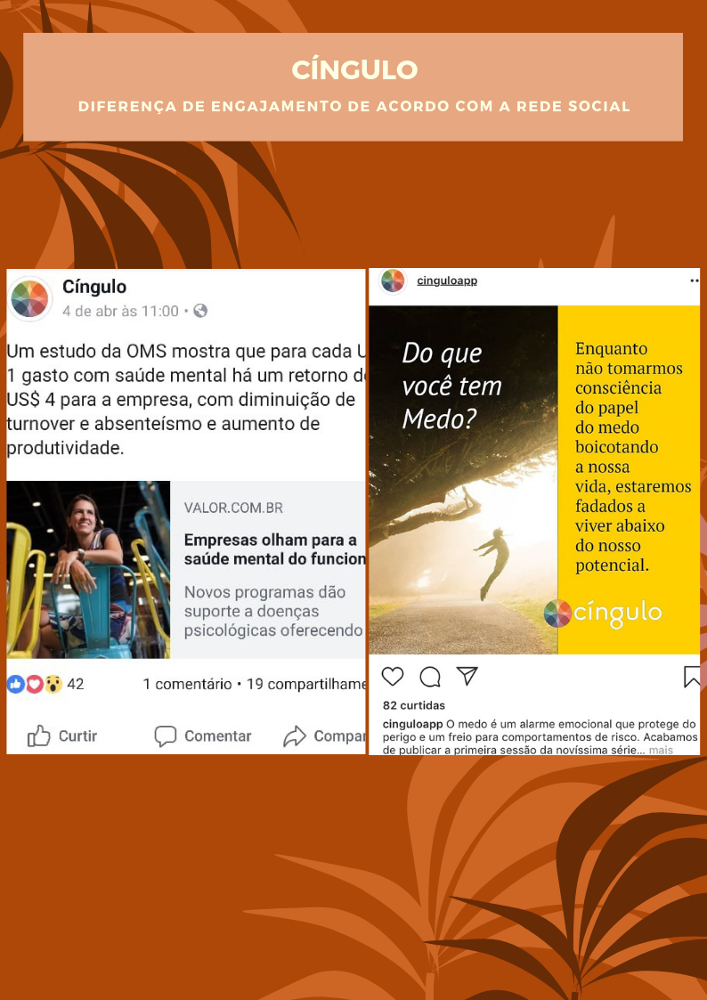 CÍNGULO
DIFERENÇA DE ENGAJAMENTO DE ACORDO COM A REDE SOCIAL
Cíngulo
4 de abr às 11:00 •
Um estudo da OMS mostra que para cada U
1 gasto com saúde mental há um retorno de
US$ 4 para a empresa, com diminuição de
turnover e absenteísmo e aumento de
produtividade.
VALOR.COM.BR
Empresas olham para a
saúde mental do funcion
Novos programas dão
suporte a doenças
psicológicas oferecendo
42
1 comentário • 19 compartilhame
Curtir
Comentar
Compar
cinguloapp
Do que
você tem
Medo?
Enquanto
não tomarmos
consciência
do papel
do medo
boicotando
a nossa
vida, estaremos
fadados a
viver abaixo
do nosso
potencial.
cíngulo
82 curtidas
cinguloapp O medo é um alarme emocional que protege do
perigo e um freio para comportamentos de risco. Acabamos
de publicar a primeira sessão da novíssima série... mais